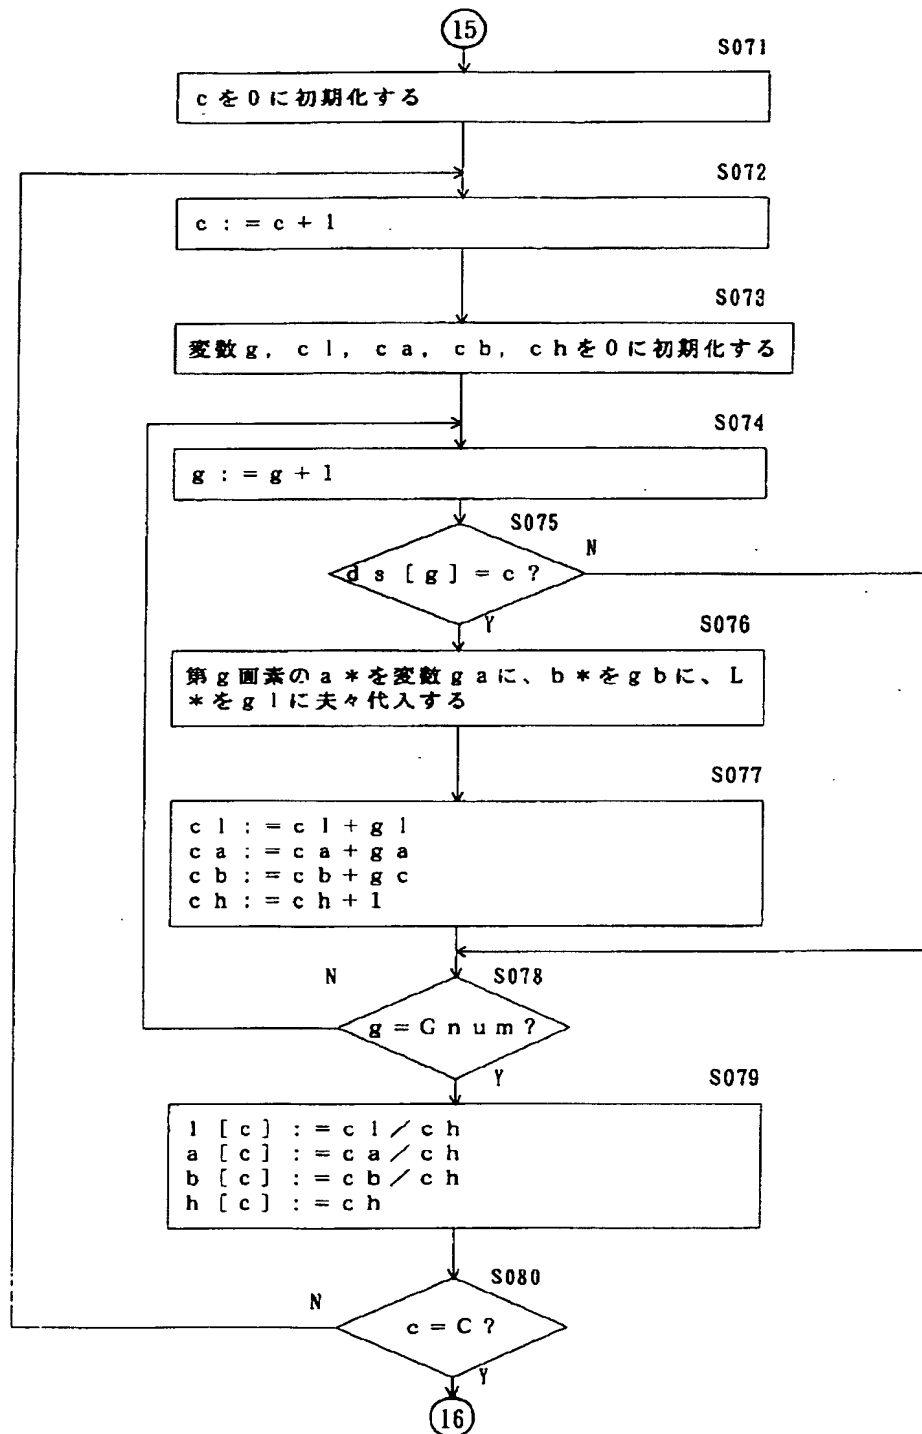 15
S071
cを0に初期化する
S072
c:=c+1
S073
変数g, cl, ca, cb, chを0に初期化する
S074
g:=g+1
S075
N
ds[g]=c?
Y
S076
第g画素のa*を変数gaに、b*をgbに、L
*をglに夫々代入する
S077
cl:=cl+gl
ca:=ca+ga
cb:=cb+gc
ch:=ch+1
N
S078
g=Gnum?
Y
S079
l[c]:=cl/ch
a[c]:=ca/ch
b[c]:=cb/ch
h[c]:=ch
S080
N
c=C?
Y
16